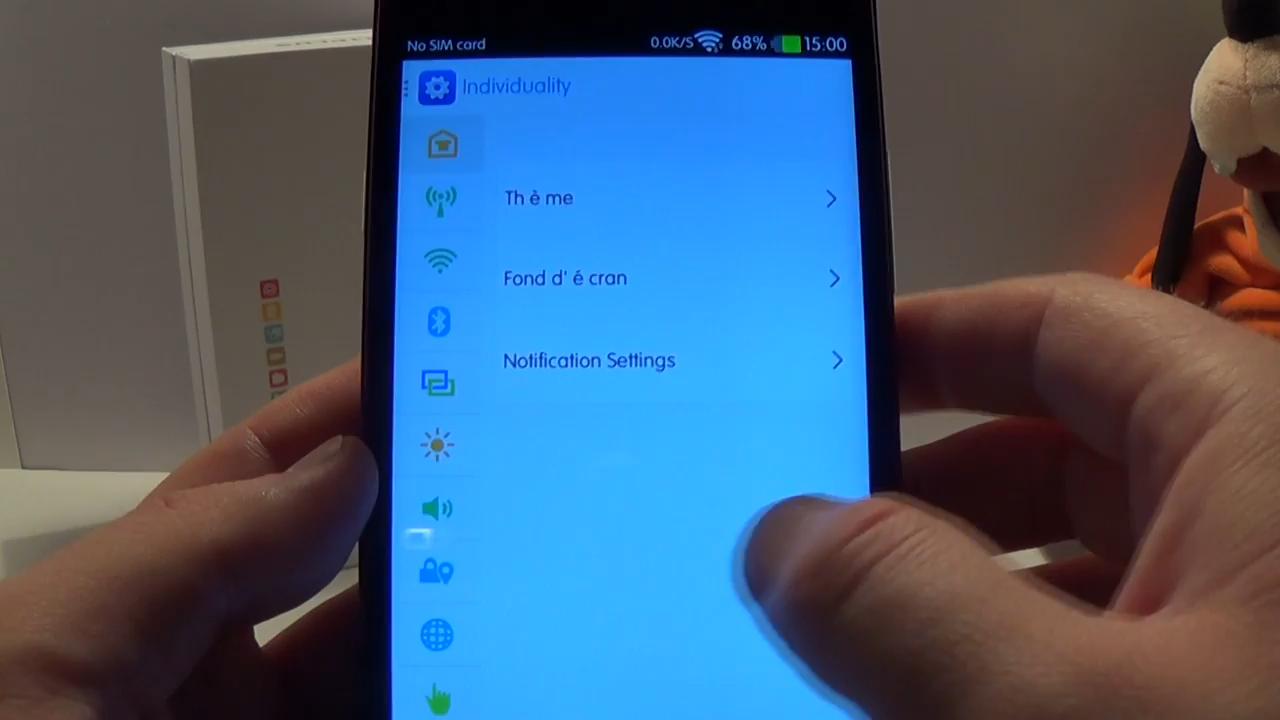 No SIM card 0.0K/S 68% 15:00
Individuality
Th è me
Fond d' é cran
Notification Settings